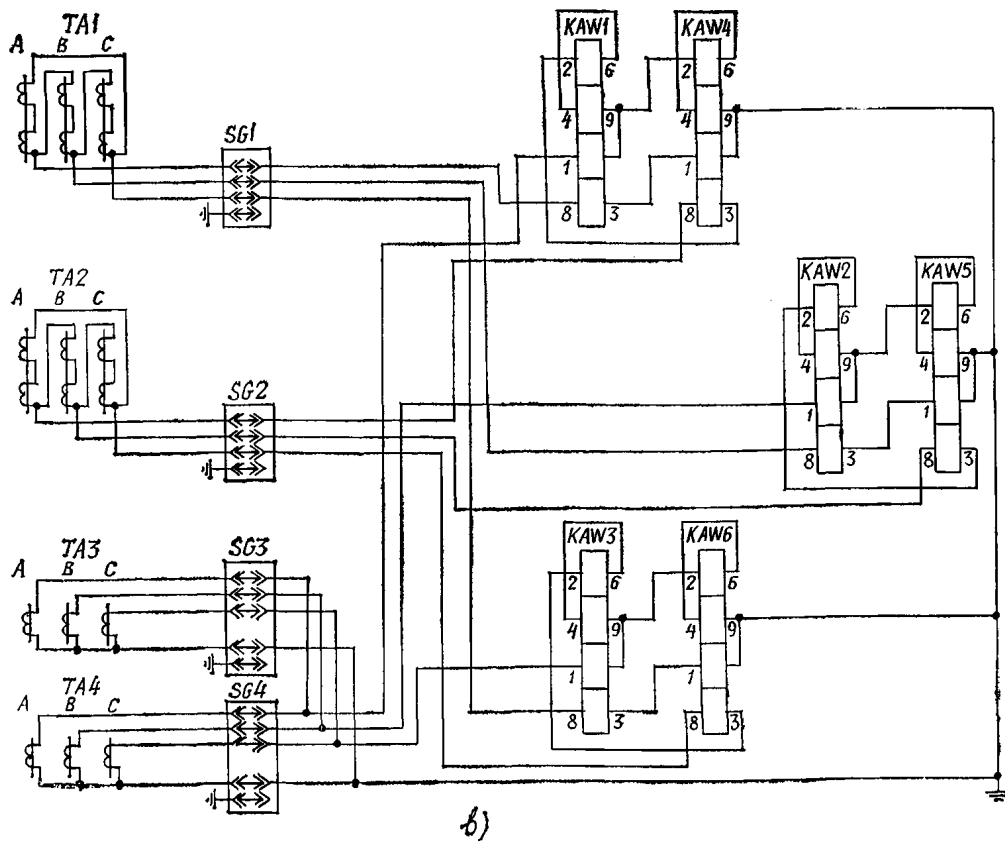 TA1
A B C
SG1
KAW1 KAW4
2 6 2 6
4 9 4 9
1 1
8 3 8 3
TA2
A B C
SG2
KAW2 KAW5
2 6 2 6
4 9 4 9
1 1
8 3 8 3
TA3
A B C
SG3
KAW3 KAW6
2 6 2 6
4 9 4 9
1 1
8 3 8 3
TA4
A B C
SG4
в)